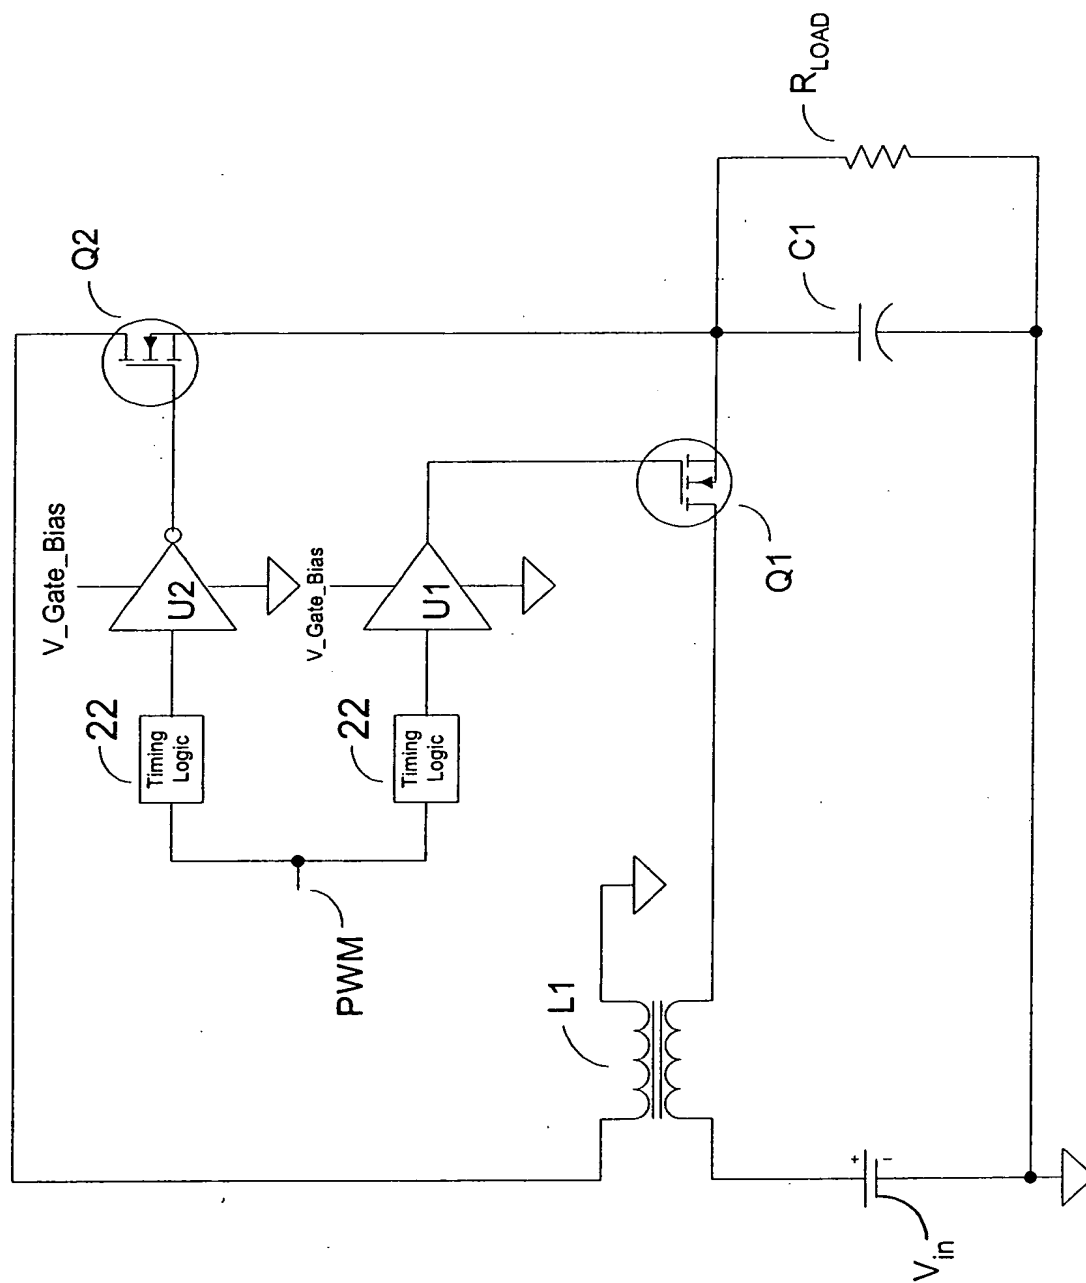 Q2
V_Gate_Bias
U2
22
Timing
Logic
V_Gate_Bias
U1
22
Timing
Logic
PWM
L1
Q1
C1
R_LOAD
V_in
+
-